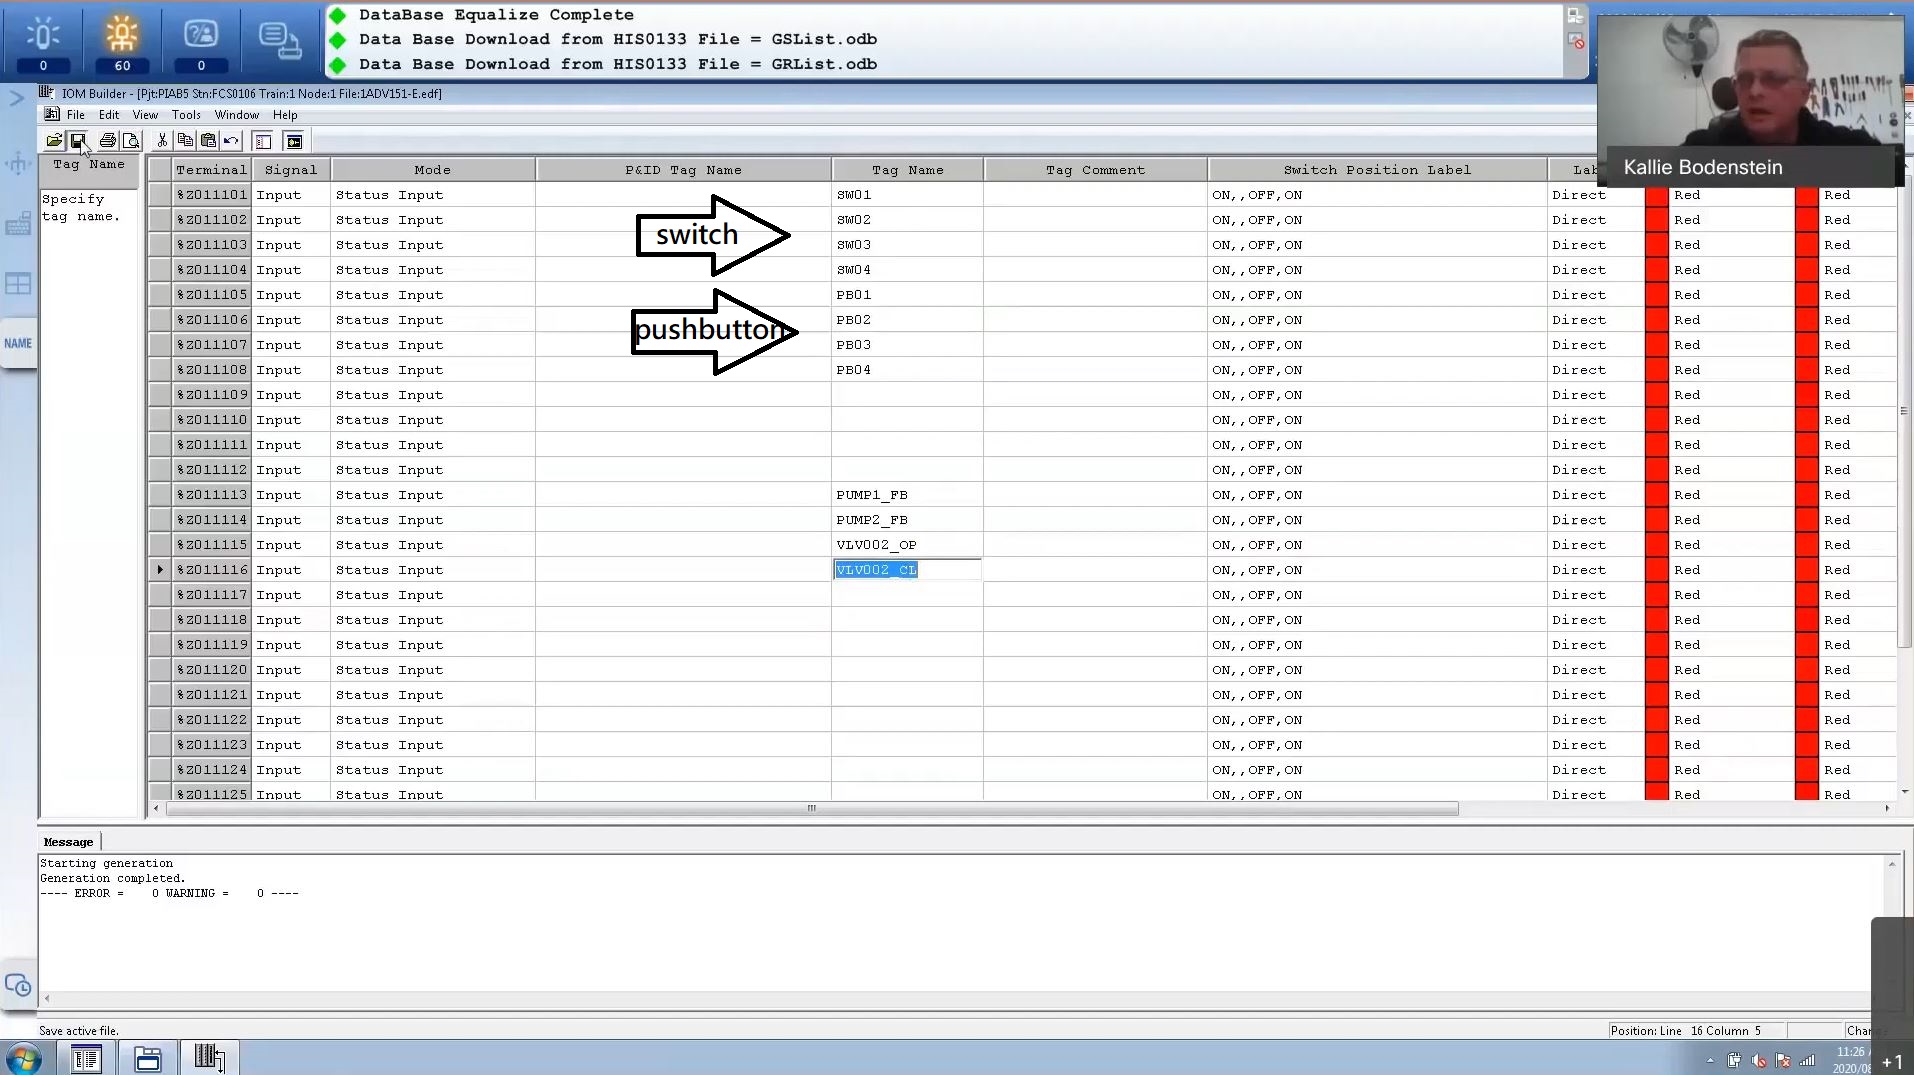 DataBase Equalize Complete
Data Base Download from HIS0133 File = GSList.odb
Data Base Download from HIS0133 File = GRList.odb
0
60
0
IOM Builder - [Pjt:PIAB5 Stn:FCS0106 Train:1 Node:1 File:1ADV151-E.edf]
File Edit View Tools Window Help
Kallie Bodenstein
Tag Name
Specify
tag name.
NAME
Terminal Signal Mode P&ID Tag Name Tag Name Tag Comment Switch Position Label
%Z011101 Input Status Input SW01 ON,,OFF,ON Direct Red Red
%Z011102 Input Status Input SW02 ON,,OFF,ON Direct Red Red
switch
%Z011103 Input Status Input SW03 ON,,OFF,ON Direct Red Red
%Z011104 Input Status Input SW04 ON,,OFF,ON Direct Red Red
%Z011105 Input Status Input PB01 ON,,OFF,ON Direct Red Red
%Z011106 Input Status Input PB02 ON,,OFF,ON Direct Red Red
pushbutton
%Z011107 Input Status Input PB03 ON,,OFF,ON Direct Red Red
%Z011108 Input Status Input PB04 ON,,OFF,ON Direct Red Red
%Z011109 Input Status Input ON,,OFF,ON Direct Red Red
%Z011110 Input Status Input ON,,OFF,ON Direct Red Red
%Z011111 Input Status Input ON,,OFF,ON Direct Red Red
%Z011112 Input Status Input ON,,OFF,ON Direct Red Red
%Z011113 Input Status Input PUMP1_FB ON,,OFF,ON Direct Red Red
%Z011114 Input Status Input PUMP2_FB ON,,OFF,ON Direct Red Red
%Z011115 Input Status Input VLV002_OP ON,,OFF,ON Direct Red Red
%Z011116 Input Status Input VLV002_CL ON,,OFF,ON Direct Red Red
%Z011117 Input Status Input ON,,OFF,ON Direct Red Red
%Z011118 Input Status Input ON,,OFF,ON Direct Red Red
%Z011119 Input Status Input ON,,OFF,ON Direct Red Red
%Z011120 Input Status Input ON,,OFF,ON Direct Red Red
%Z011121 Input Status Input ON,,OFF,ON Direct Red Red
%Z011122 Input Status Input ON,,OFF,ON Direct Red Red
%Z011123 Input Status Input ON,,OFF,ON Direct Red Red
%Z011124 Input Status Input ON,,OFF,ON Direct Red Red
%Z011125 Input Status Input ON,,OFF,ON Direct Red Red
Message
Starting generation
Generation completed.
---- ERROR = 0 WARNING = 0 ----
Save active file.
Position: Line 16 Column 5
11:26
2020/08
+1